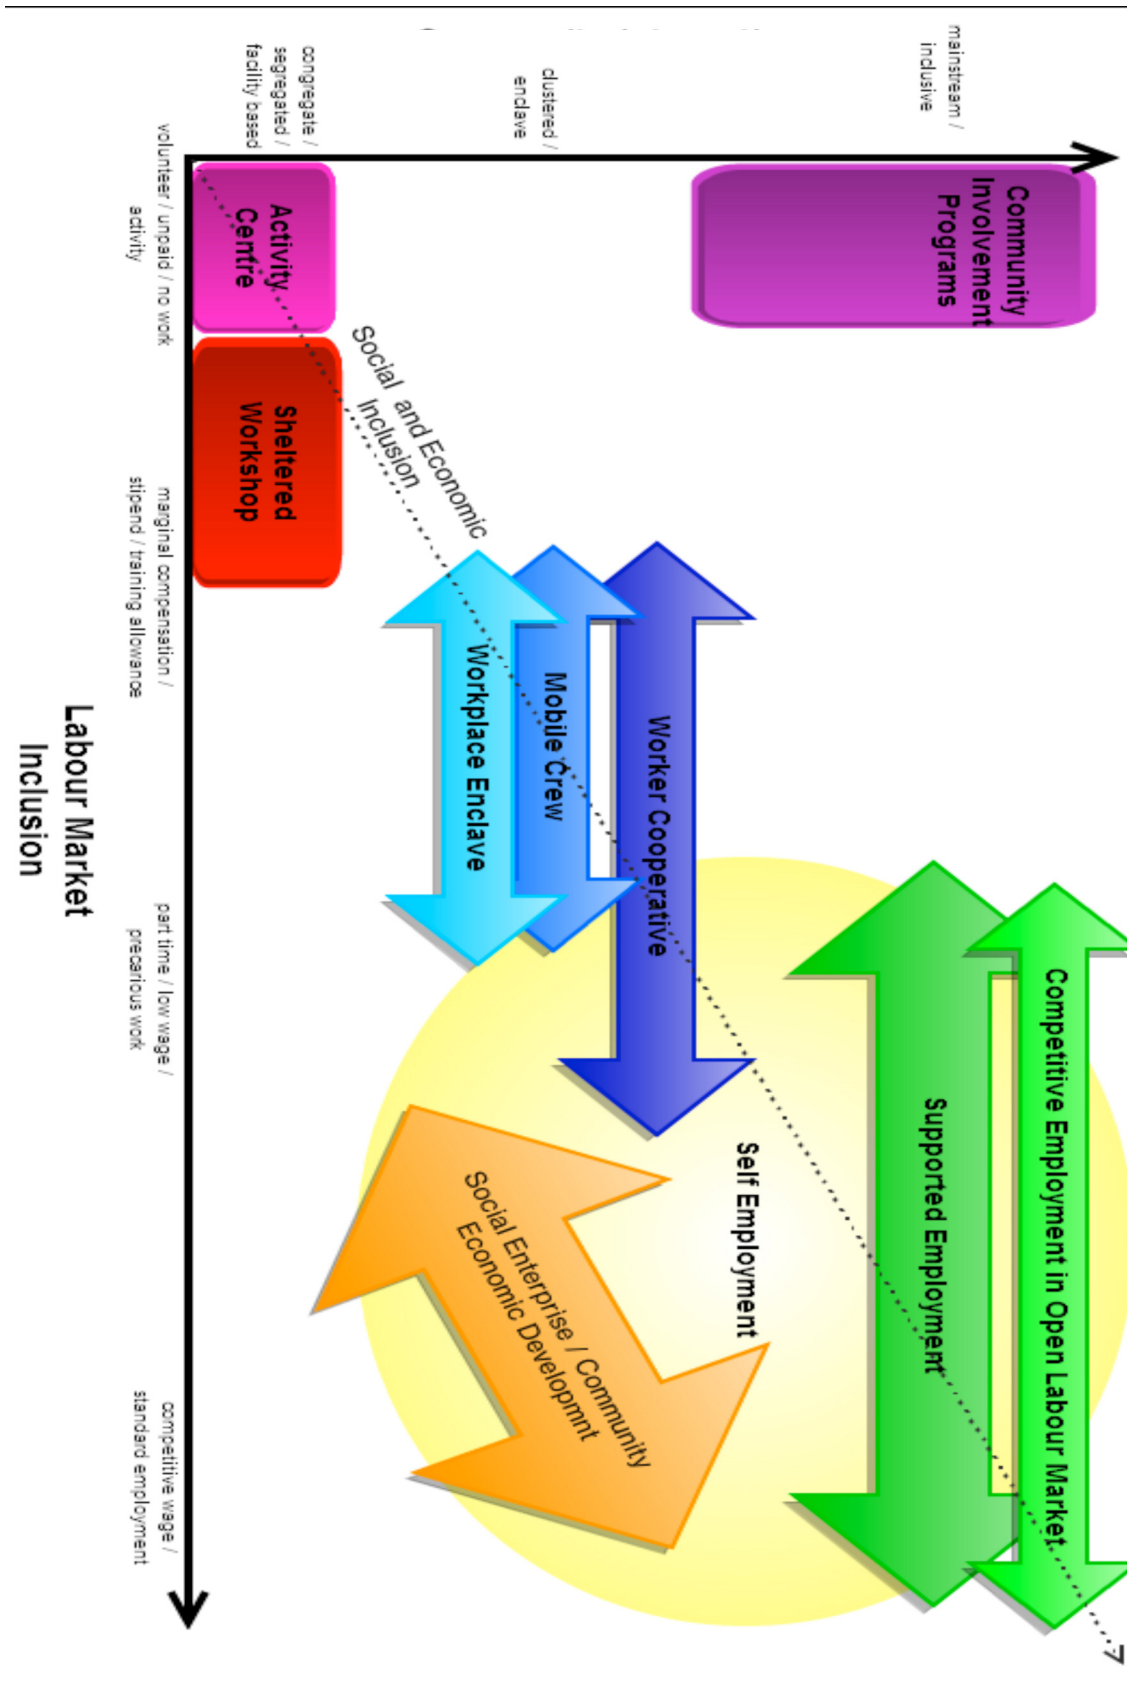 mainstream /
inclusive
clustered /
enclave
congregate /
segregated /
facility based
Community
Involvement
Programs
Activity
Centre
Sheltered
Workshop
Social and Economic
Inclusion
Competitive Employment in Open Labour Market
Supported Employment
Self Employment
Worker Cooperative
Mobile Crew
Workplace Enclave
Social Enterprise / Community
Economic Developmnt
volunteer / unpaid / no work
activity
marginal compensation /
stipend / training allowance
part time / low wage /
precarious work
competitive wage /
standard employment
Labour Market
Inclusion